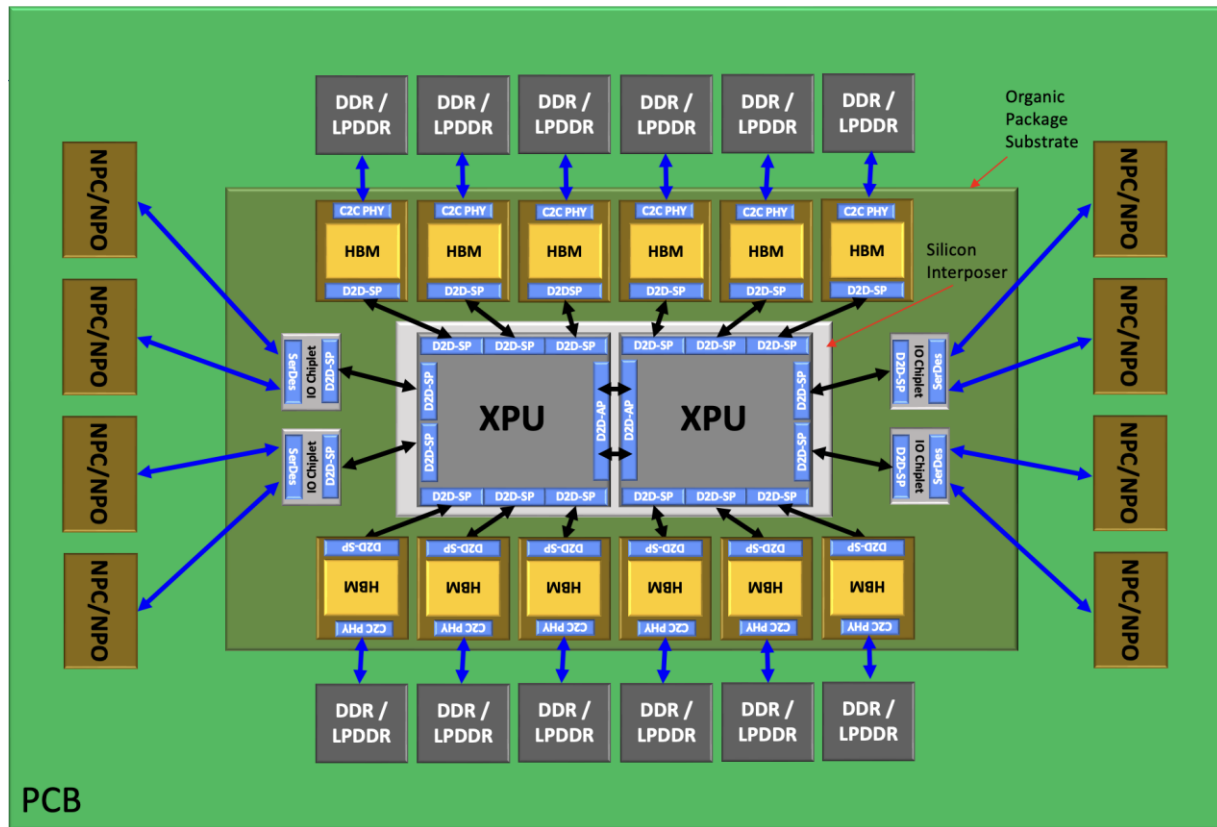 DDR /
LPDDR
DDR /
LPDDR
DDR /
LPDDR
DDR /
LPDDR
DDR /
LPDDR
DDR /
LPDDR
Organic
Package
Substrate
NPC/NPO
NPC/NPO
NPC/NPO
NPC/NPO
C2C PHY
C2C PHY
C2C PHY
C2C PHY
C2C PHY
C2C PHY
HBM
HBM
HBM
HBM
HBM
HBM
D2D-SP
D2D-SP
D2DSP
D2D-SP
D2D-SP
D2D-SP
Silicon
Interposer
SerDes
IO Chiplet
D2D-SP
SerDes
IO Chiplet
D2D-SP
D2D-SP
D2D-SP
D2D-SP
D2D-SP
D2D-SP
XPU
D2D-AP
D2D-SP
D2D-SP
D2D-SP
D2D-SP
D2D-SP
D2D-SP
D2D-AP
XPU
D2D-SP
D2D-SP
D2D-SP
D2D-SP
D2D-SP
D2D-SP
IO Chiplet
SerDes
D2D-SP
IO Chiplet
SerDes
NPC/NPO
NPC/NPO
NPC/NPO
NPC/NPO
D2D-SP
D2D-SP
D2D-SP
D2D-SP
D2D-SP
D2D-SP
HBM
HBM
HBM
HBM
HBM
HBM
C2C PHY
C2C PHY
C2C PHY
C2C PHY
C2C PHY
C2C PHY
DDR /
LPDDR
DDR /
LPDDR
DDR /
LPDDR
DDR /
LPDDR
DDR /
LPDDR
DDR /
LPDDR
PCB